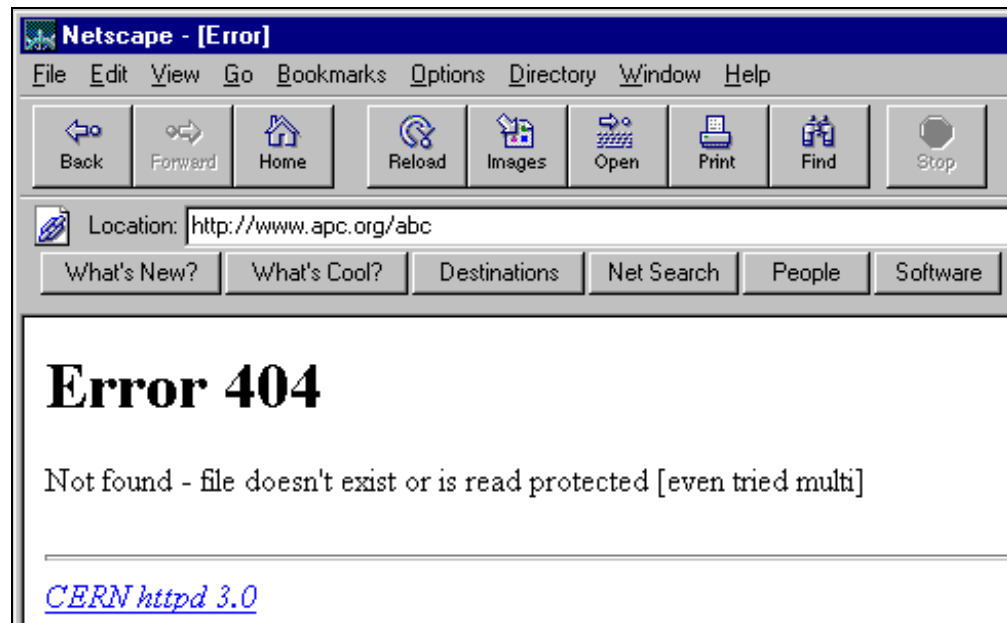 Netscape - [Error]
File Edit View Go Bookmarks Options Directory Window Help
Back Forward Home Reload Images Open Print Find Stop
Location: http://www.apc.org/abc
What's New? What's Cool? Destinations Net Search People Software
Error 404
Not found - file doesn't exist or is read protected [even tried multi]
CERN httpd 3.0